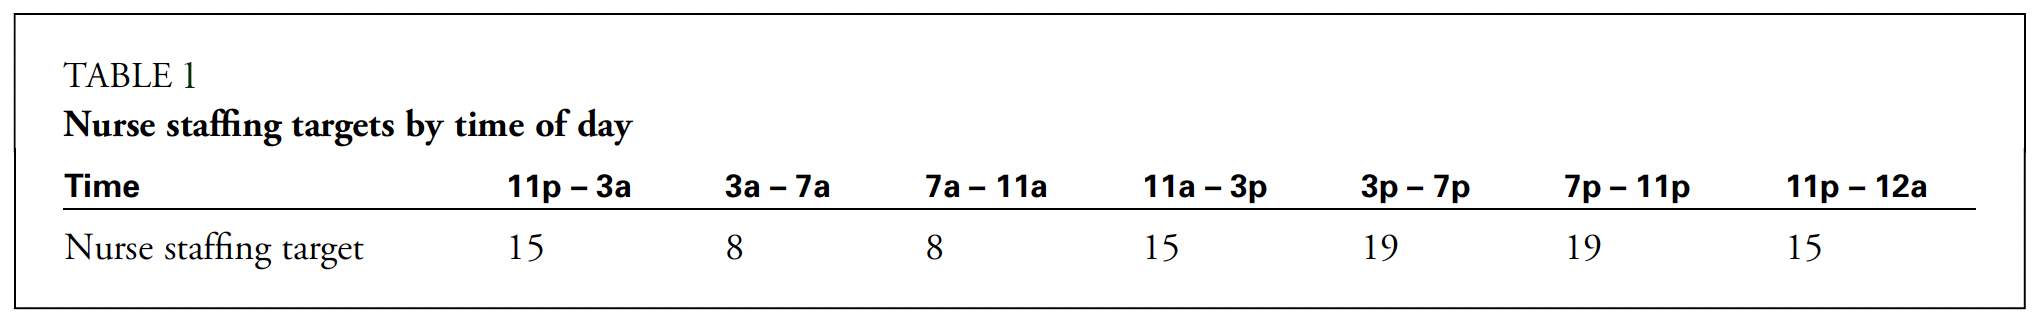 TABLE 1
Nurse staffing targets by time of day
Time 11p – 3a 3a – 7a 7a – 11a 11a – 3p 3p – 7p 7p – 11p 11p – 12a
Nurse staffing target 15 8 8 15 19 19 15